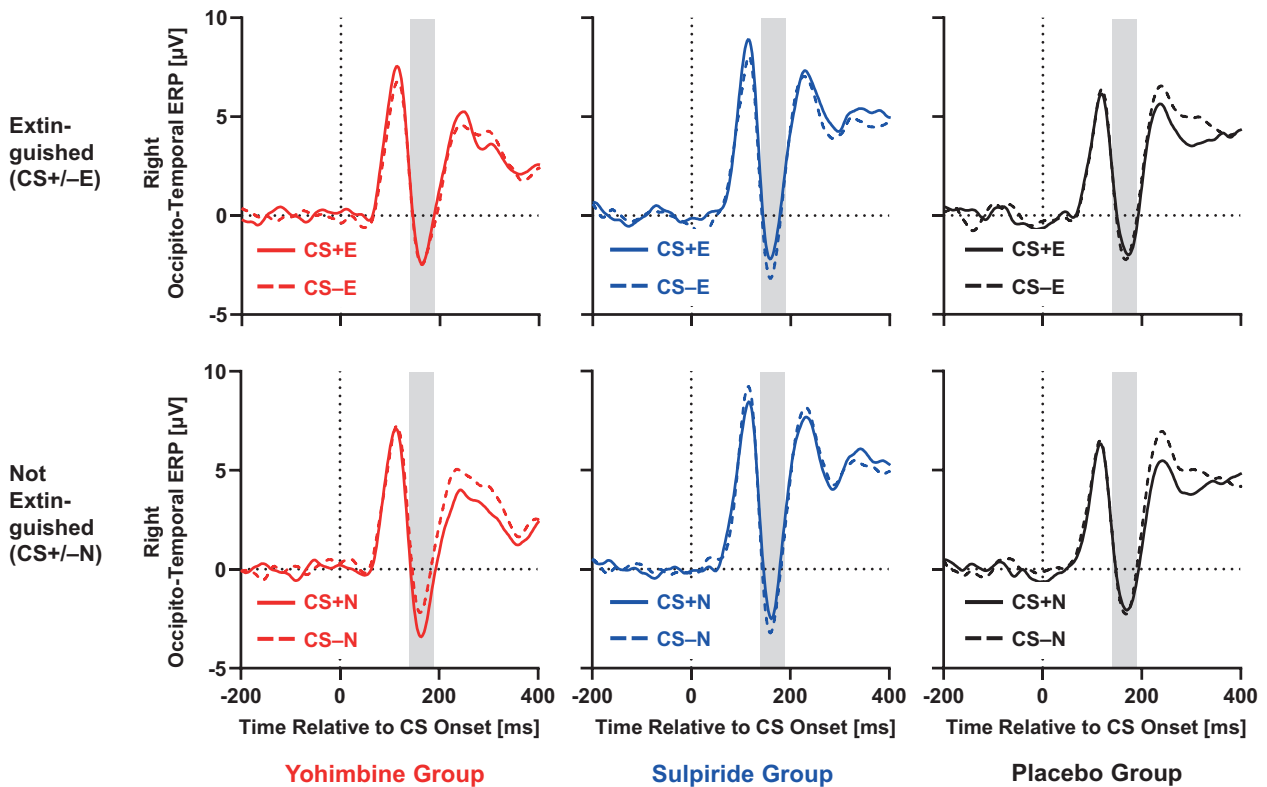 Extin-
guished
(CS+/–E)
Right
Occipito-Temporal ERP [µV]
10
5
0
-5
CS+E
CS–E
CS+E
CS–E
CS+E
CS–E
Not
Extin-
guished
(CS+/–N)
Right
Occipito-Temporal ERP [µV]
10
5
0
-5
CS+N
CS–N
CS+N
CS–N
CS+N
CS–N
-200 0 200 400
-200 0 200 400
-200 0 200 400
Time Relative to CS Onset [ms]
Time Relative to CS Onset [ms]
Time Relative to CS Onset [ms]
Yohimbine Group
Sulpiride Group
Placebo Group